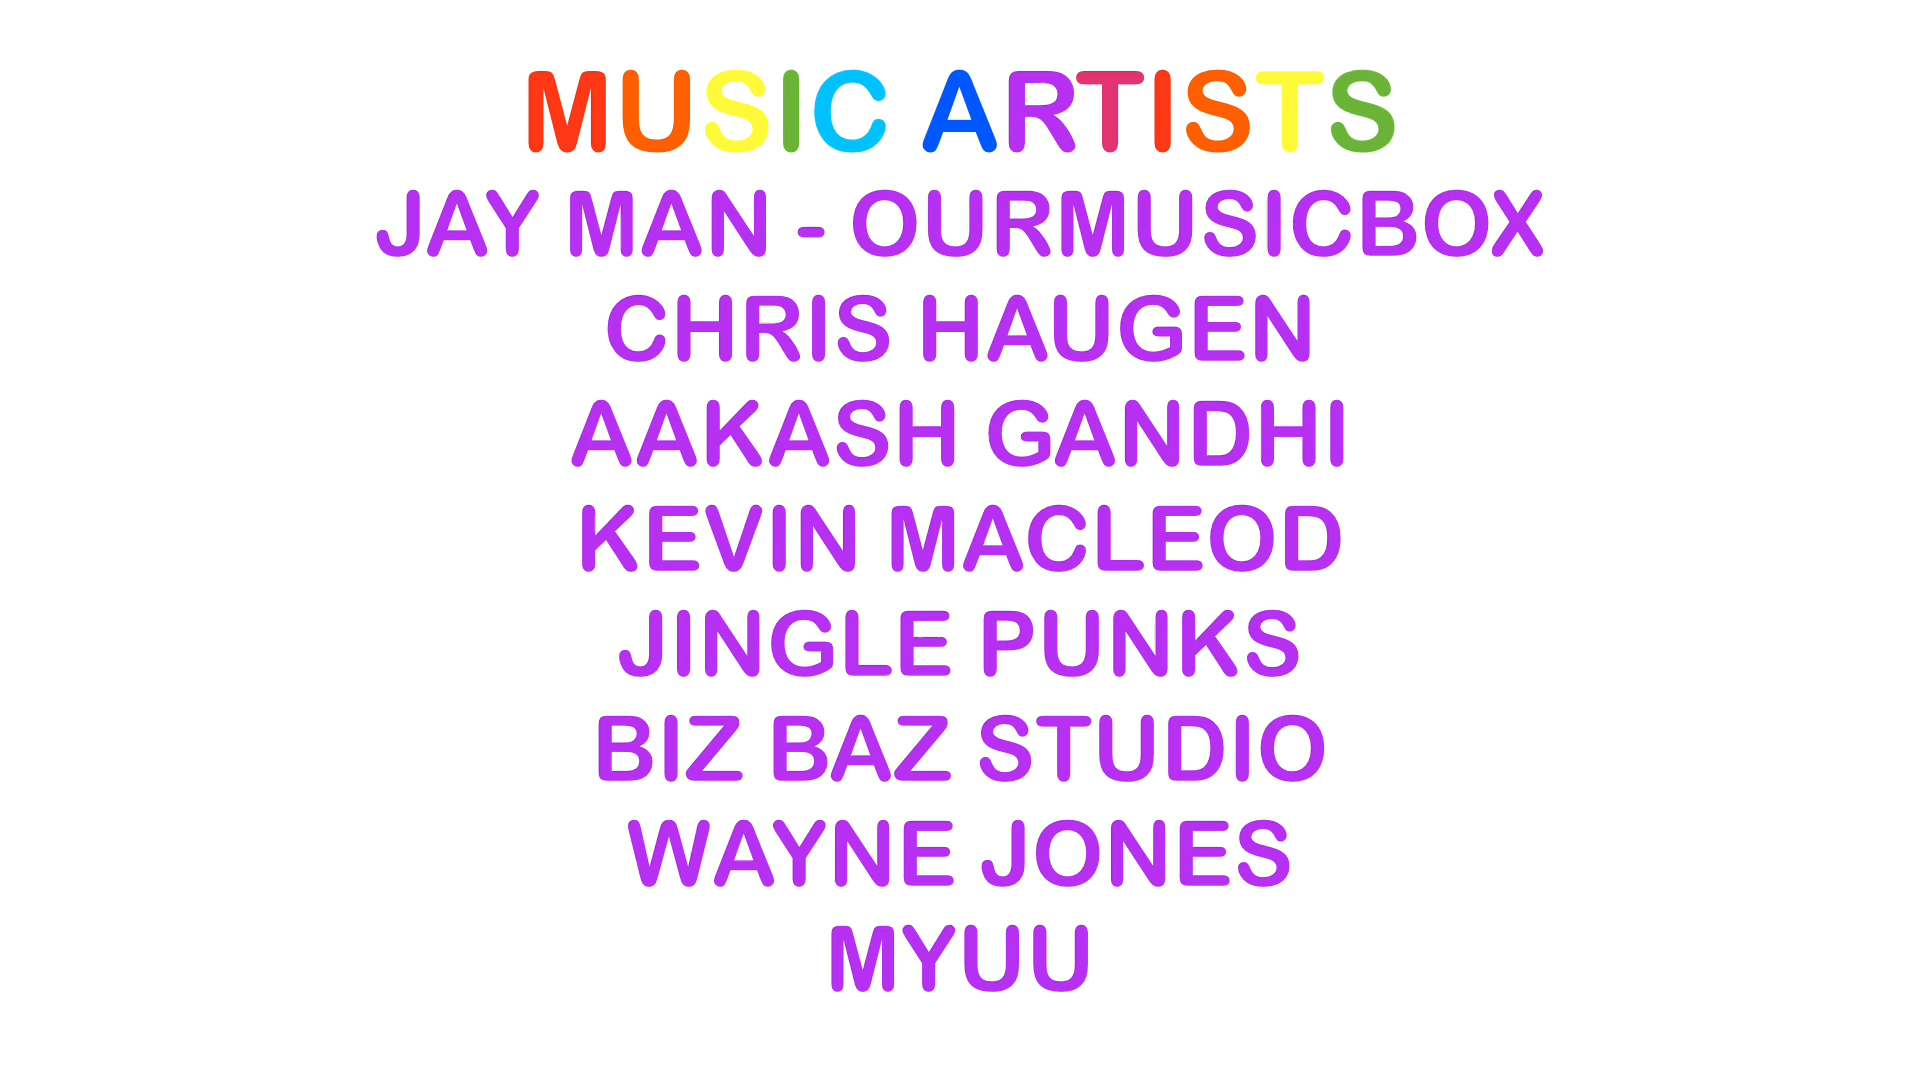 MUSIC ARTISTS
JAY MAN - OURMUSICBOX
CHRIS HAUGEN
AAKASH GANDHI
KEVIN MACLEOD
JINGLE PUNKS
BIZ BAZ STUDIO
WAYNE JONES
MYUU